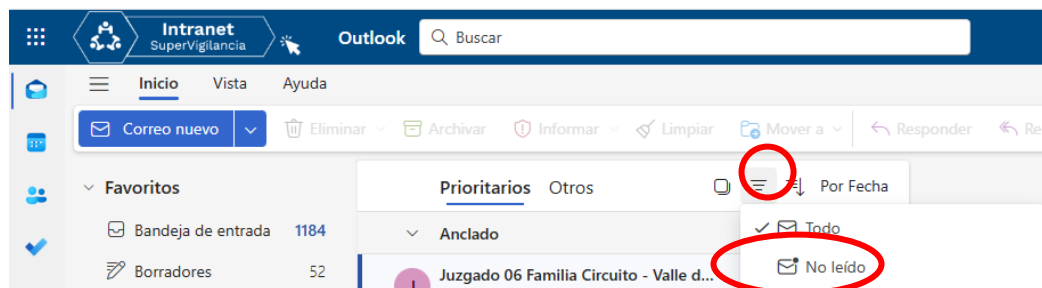 Intranet
SuperVigilancia
Outlook
Buscar
Inicio Vista Ayuda
Correo nuevo Eliminar Archivar Informar Limpiar Mover a Responder Re
Favoritos
Prioritarios Otros Por Fecha
Bandeja de entrada 1184
Anclado
Todo
Borradores 52
J Juzgado 06 Familia Circuito - Valle d...
No leído